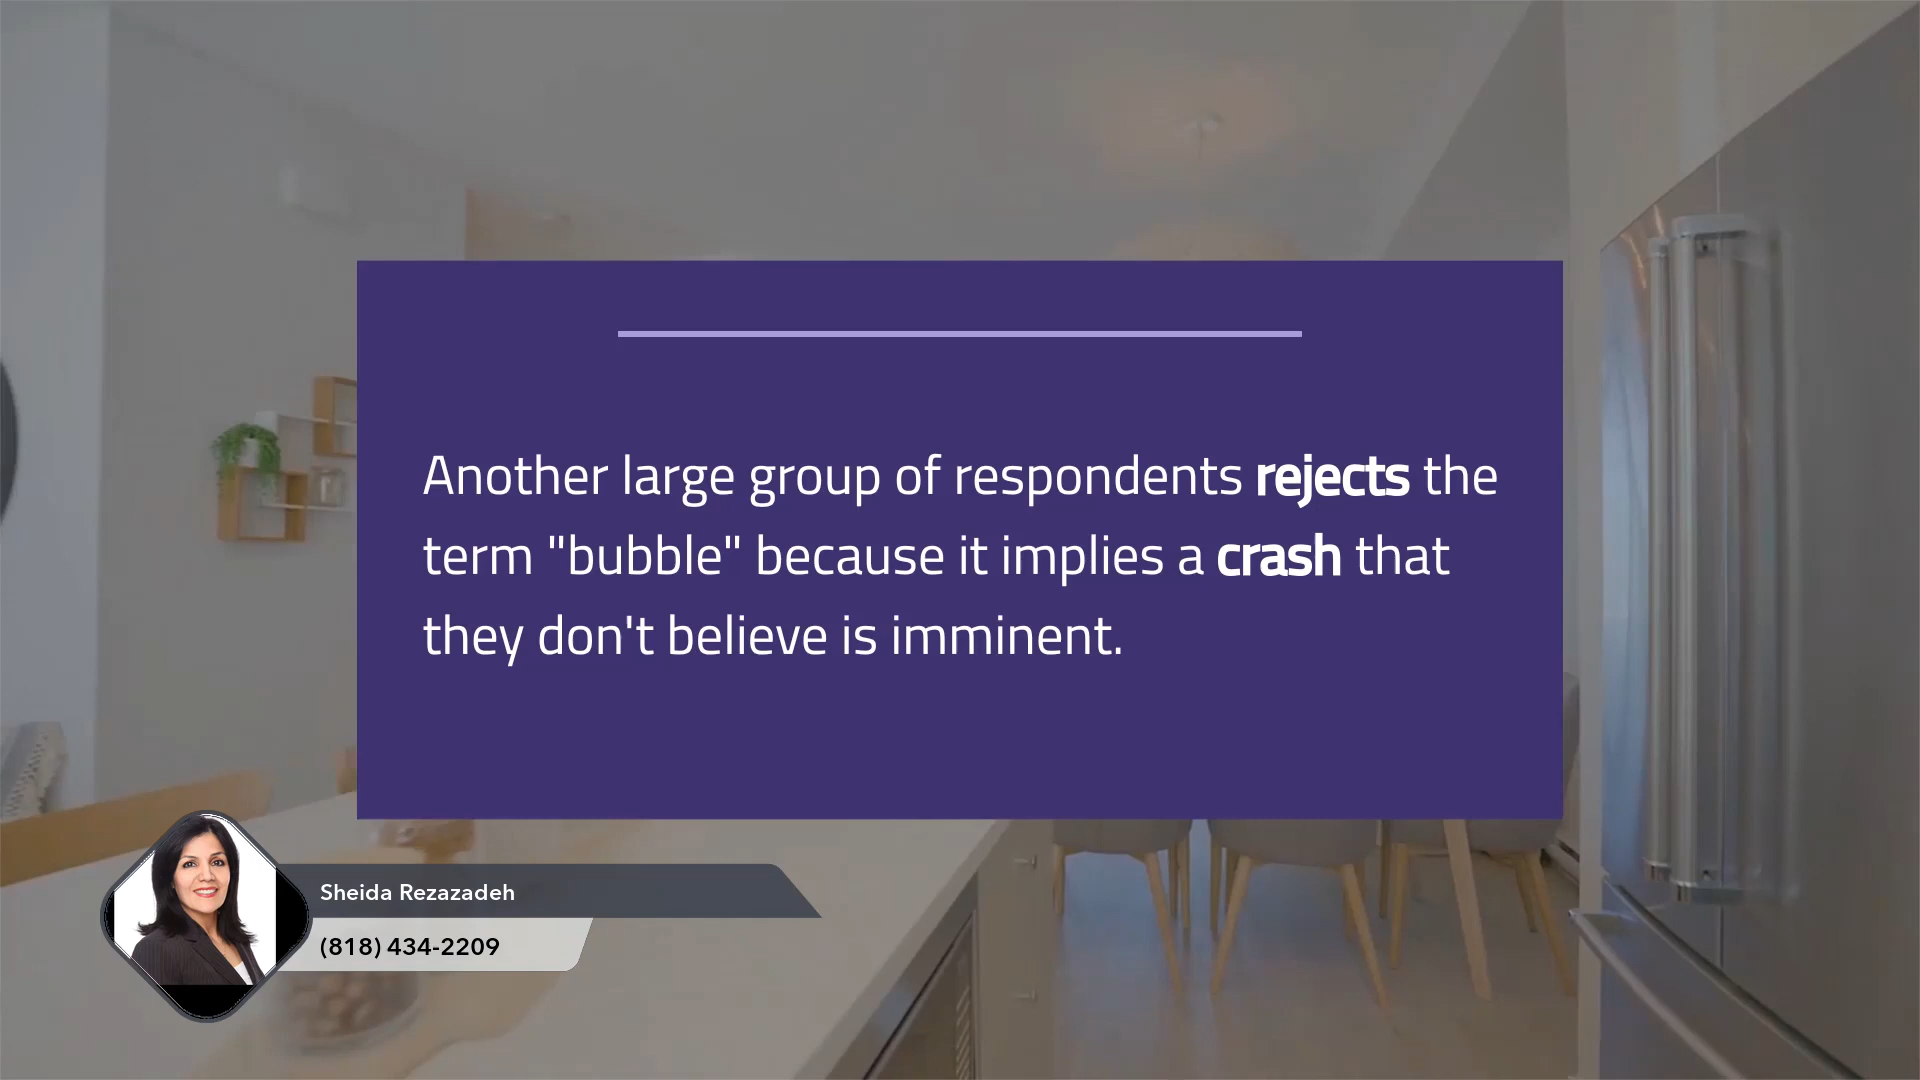 Another large group of respondents rejects the
term "bubble" because it implies a crash that
they don't believe is imminent.
Sheida Rezazadeh
(818) 434-2209